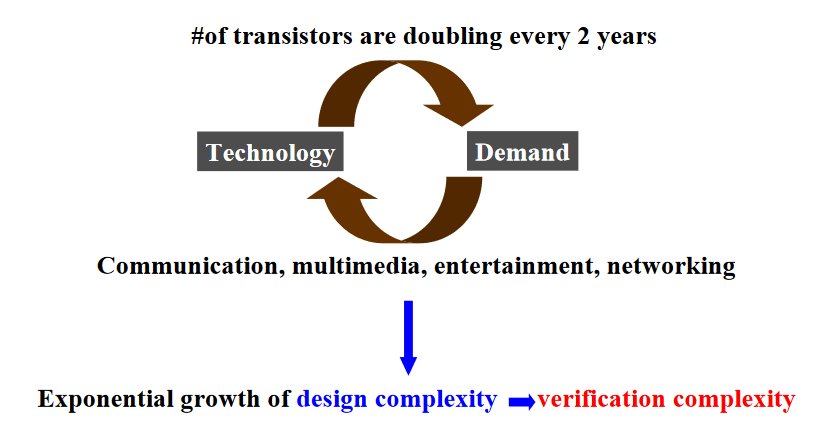 #of transistors are doubling every 2 years
Technology
Demand
Communication, multimedia, entertainment, networking
Exponential growth of design complexity verification complexity